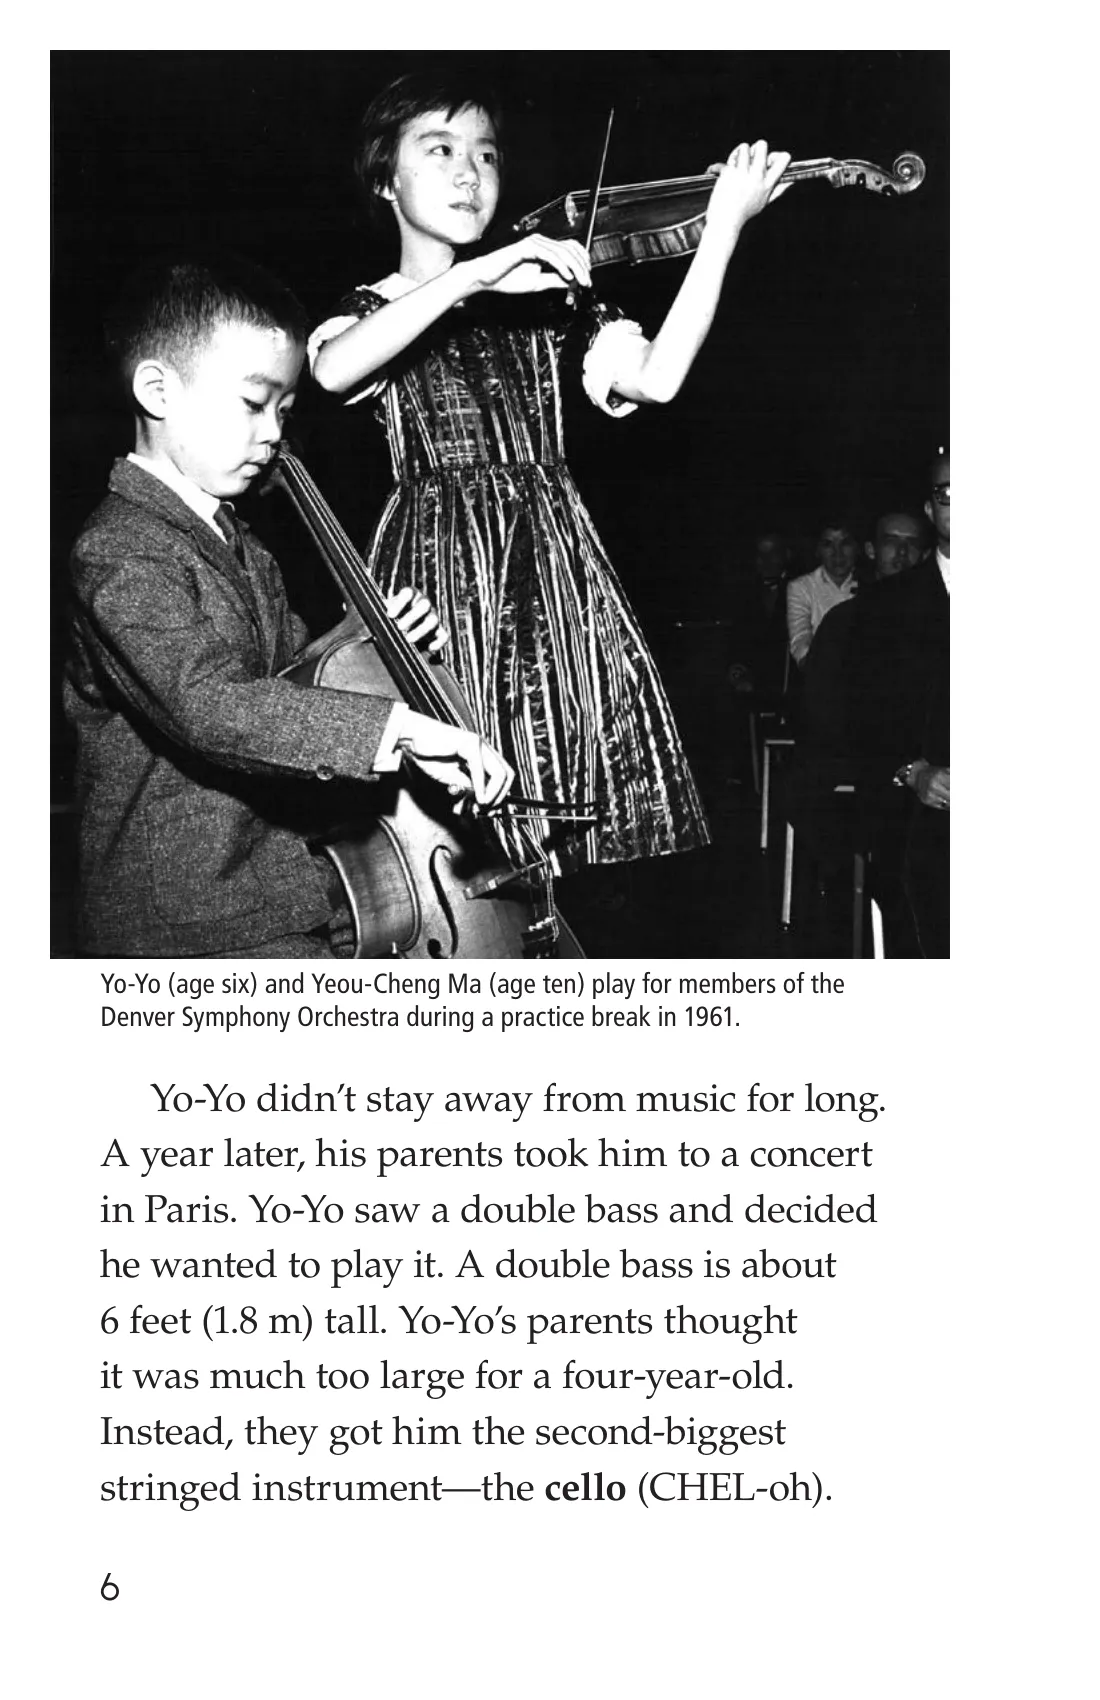 Yo-Yo (age six) and Yeou-Cheng Ma (age ten) play for members of the
Denver Symphony Orchestra during a practice break in 1961.
Yo-Yo didn’t stay away from music for long.
A year later, his parents took him to a concert
in Paris. Yo-Yo saw a double bass and decided
he wanted to play it. A double bass is about
6 feet (1.8 m) tall. Yo-Yo’s parents thought
it was much too large for a four-year-old.
Instead, they got him the second-biggest
stringed instrument—the cello (CHEL-oh).
6